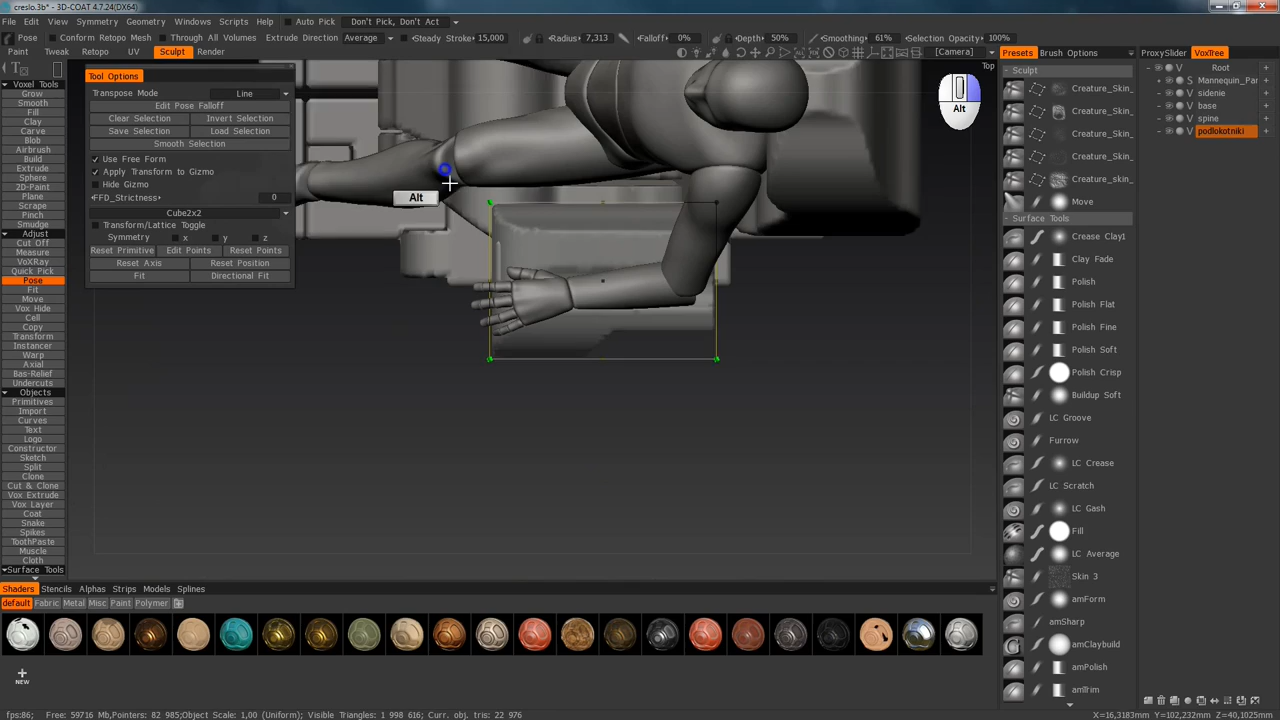 creslo.3b* - 3D-COAT 4.7.24(DX64)
File Edit View Symmetry Geometry Windows Scripts Help Auto Pick Don't Pick, Don't Act
Pose Conform Retopo Mesh Through All Volumes Extrude Direction Average Steady Stroke 15,000 Radius 7,313 Falloff 0% Depth 50% Smoothing 61% Selection Opacity 100%
Paint Tweak Retopo UV Sculpt Render [Camera] Presets Brush Options ProxySlider VoxTree
Top
Tool Options
Transpose Mode Line
Edit Pose Falloff
Clear Selection Invert Selection
Save Selection Load Selection
Smooth Selection
Use Free Form
Apply Transform to Gizmo
Hide Gizmo
FFD_Strictness 0
Cube2x2
Transform/Lattice Toggle
Symmetry x y z
Reset Primitive Edit Points Reset Points
Reset Axis Reset Position
Fit Directional Fit
Voxel Tools
Grow
Smooth
Fill
Clay
Carve
Blob
Airbrush
Build
Extrude
Sphere
2D-Paint
Plane
Scrape
Pinch
Smudge
Adjust
Cut Off
Measure
VoXRay
Quick Pick
Pose
Fit
Move
Vox Hide
Cell
Copy
Transform
Instancer
Warp
Axial
Bas-Relief
Undercuts
Objects
Primitives
Import
Curves
Text
Logo
Constructor
Sketch
Split
Clone
Cut & Clone
Vox Extrude
Vox Layer
Coat
Snake
Spikes
ToothPaste
Muscle
Cloth
Surface Tools
Alt
Alt
Sculpt
Creature_Skin_
Creature_Skin_
Creature_Skin_
Creature_Skin_
Creature_skin_
Move
Surface Tools
Crease Clay1
Clay Fade
Polish
Polish Flat
Polish Fine
Polish Soft
Polish Crisp
Buildup Soft
LC Groove
Furrow
LC Crease
LC Scratch
LC Gash
Fill
LC Average
Skin 3
amForm
amSharp
amClaybuild
amPolish
amTrim
V Root
S Mannequin_Par
V sidenie
V base
V spine
V podlokotniki
Shaders Stencils Alphas Strips Models Splines
default Fabric Metal Misc Paint Polymer
NEW
fps:86; Free: 59716 Mb,Pointers: 82 985;Object Scale: 1,00 (Uniform); Visible Triangles: 1 998 616; Curr. obj. tris: 22 976 X=16,3183mm Y=102,232mm Z=40,1025mm